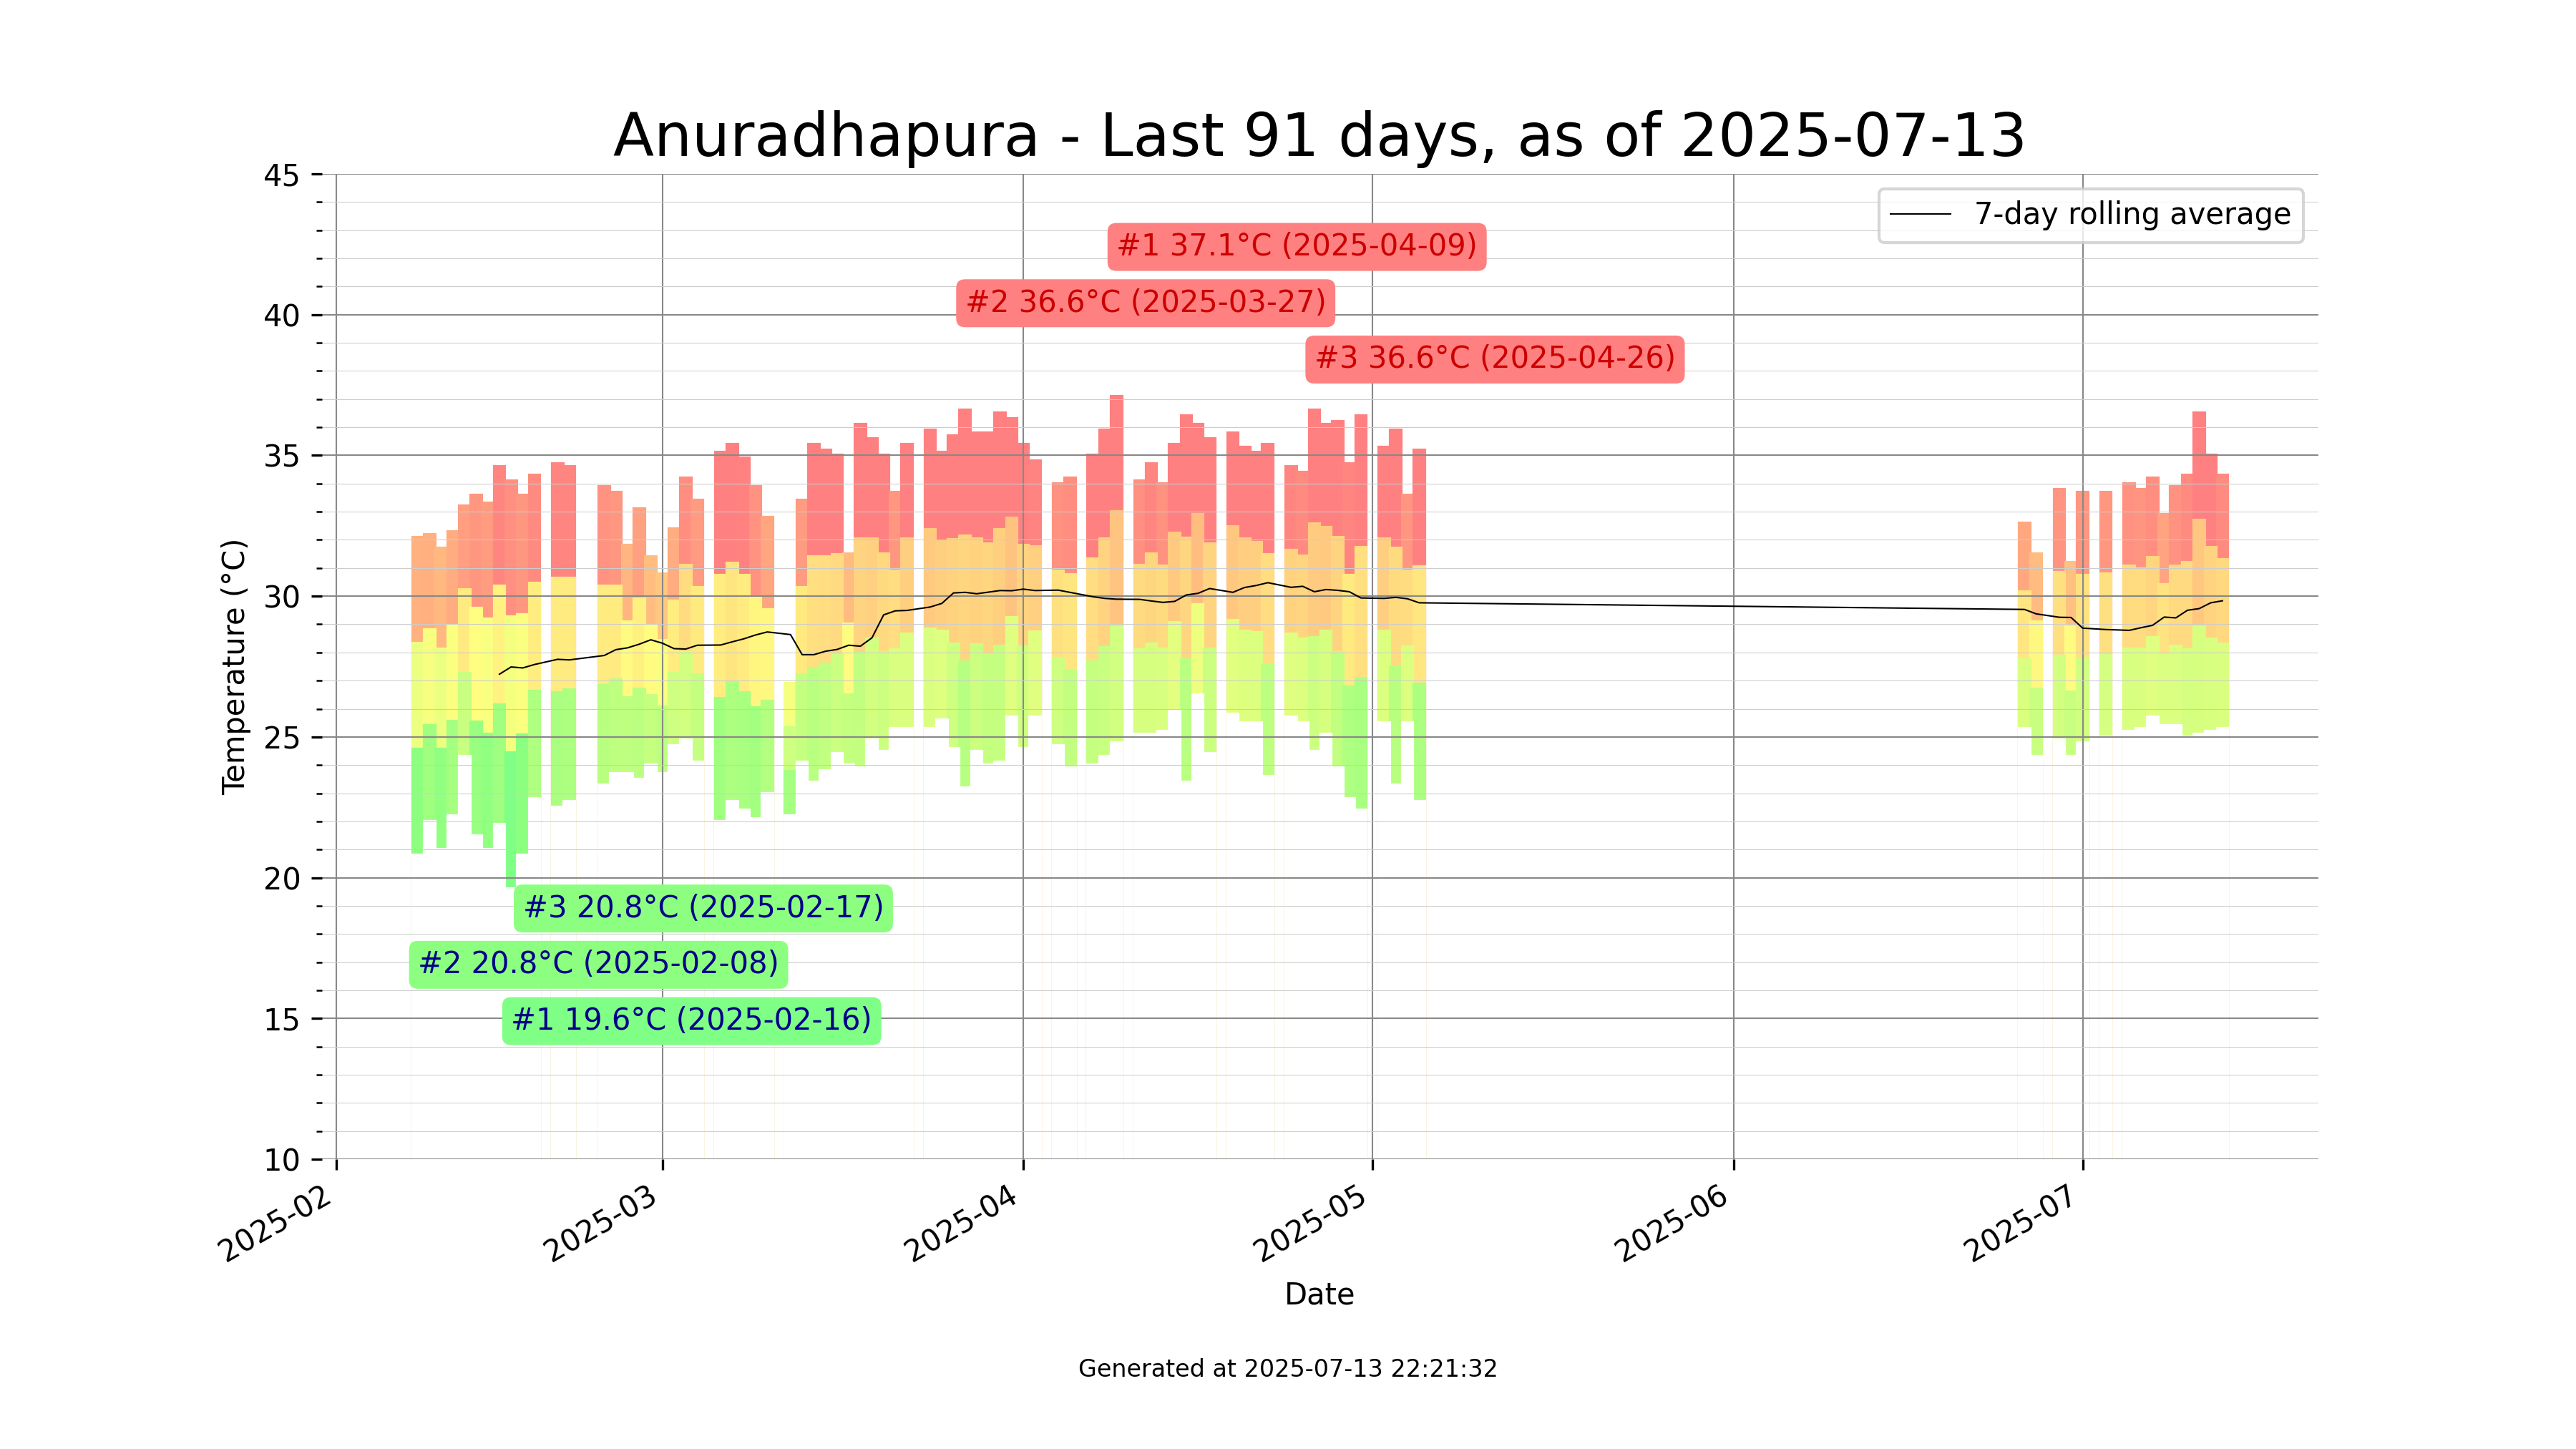 Anuradhapura - Last 91 days, as of 2025-07-13
7-day rolling average
#1 37.1°C (2025-04-09)
#2 36.6°C (2025-03-27)
#3 36.6°C (2025-04-26)
45
40
35
30
25
20
15
10
Temperature (°C)
#3 20.8°C (2025-02-17)
#2 20.8°C (2025-02-08)
#1 19.6°C (2025-02-16)
2025-02
2025-03
2025-04
2025-05
2025-06
2025-07
Date
Generated at 2025-07-13 22:21:32